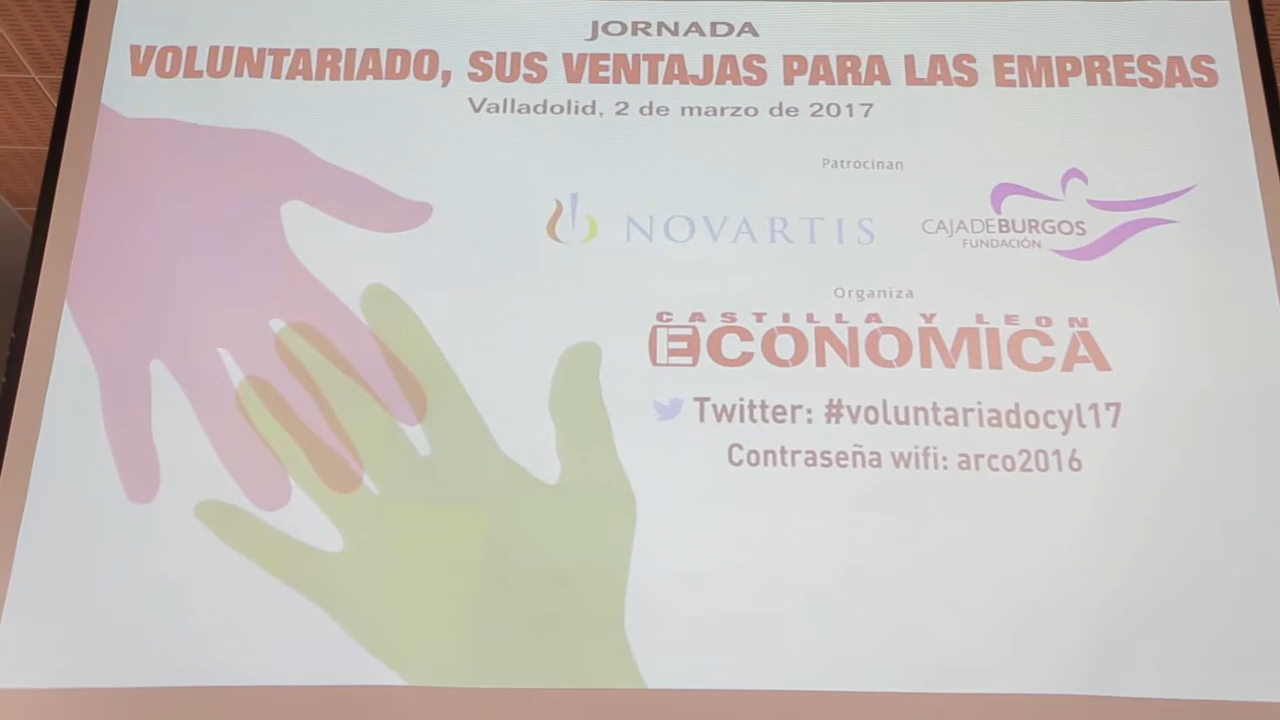 JORNADA
VOLUNTARIADO, SUS VENTAJAS PARA LAS EMPRESAS
Valladolid, 2 de marzo de 2017
Patrocinan
NOVARTIS
CAJADEBURGOS
FUNDACIÓN
Organiza
CASTILLA Y LEON
ECONOMICA
Twitter: #voluntariadocyl17
Contraseña wifi: arco2016